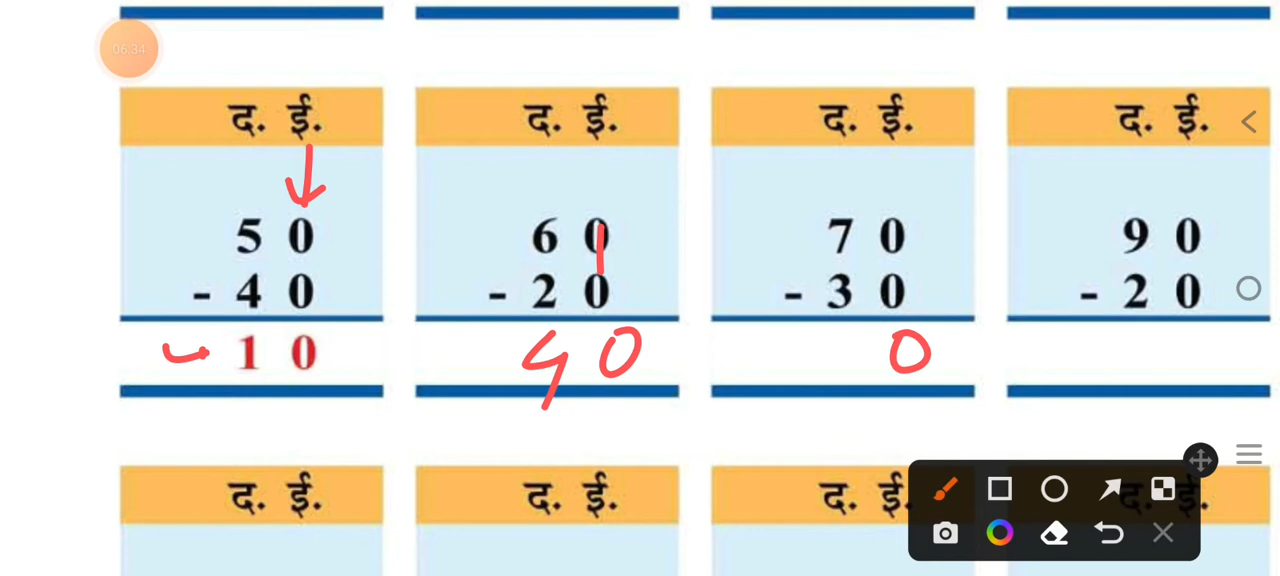 06:34
द. ई. द. ई. द. ई. द. ई.
5 0 6 0 7 0 9 0
- 4 0 - 2 0 - 3 0 - 2 0
1 0 4 0 0
द. ई. द. ई. द. ई. द. ई.